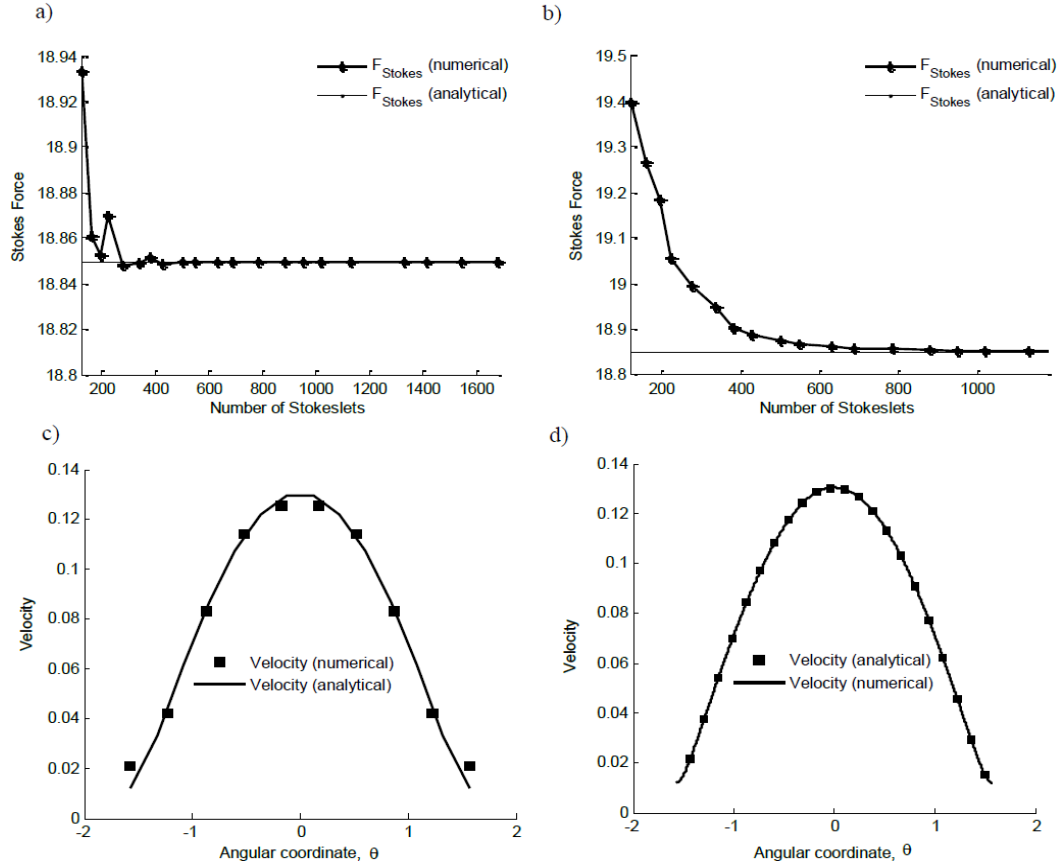 a)
18.94
18.92
18.9
18.88
18.860
18.84
18.82
18.8
Stokes Force
F Stokes (numerical)
F Stokes (analytical)
200 400 600 800 1000 1200 1400 1600
Number of Stokeslets
b)
19.5
19.4
19.3
19.2
19.1
19
18.9
18.8
Stokes Force
F Stokes (numerical)
F Stokes (analytical)
200 400 600 800 1000
Number of Stokeslets
c)
0.14
0.12
0.1
0.08
0.06
0.04
0.02
0
Velocity
Velocity (numerical)
Velocity (analytical)
-2 -1 0 1 2
Angular coordinate, θ
d)
0.14
0.12
0.1
0.08
0.06
0.04
0.02
0
Velocity
Velocity (analytical)
Velocity (numerical)
-2 -1 0 1 2
Angular coordinate, θ